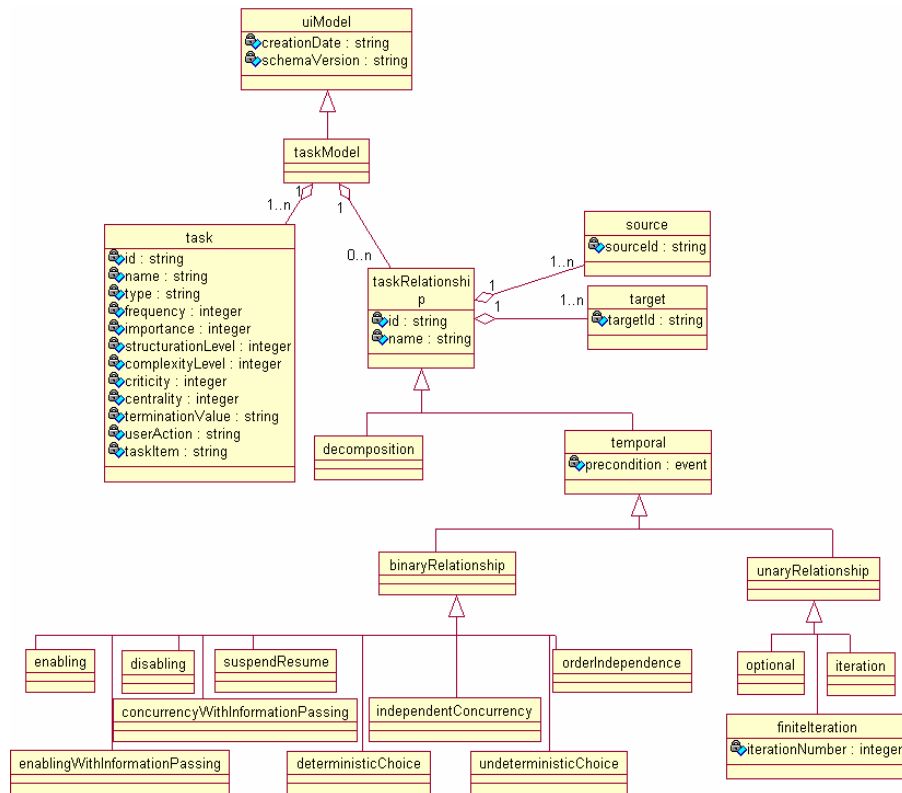 uiModel
creationDate : string
schemaVersion : string
taskModel
1
1
1..n
0..n
task
id : string
name : string
type : string
frequency : integer
importance : integer
structurationLevel : integer
complexityLevel : integer
criticity : integer
centrality : integer
terminationValue : string
userAction : string
taskItem : string
taskRelationshi
p
id : string
name : string
1
1..n
source
sourceId : string
1
1..n
target
targetId : string
decomposition
temporal
precondition : event
binaryRelationship
unaryRelationship
enabling
disabling
suspendResume
orderIndependence
optional
iteration
concurrencyWithInformationPassing
independentConcurrency
finiteIteration
iterationNumber : integer
enablingWithInformationPassing
deterministicChoice
undeterministicChoice